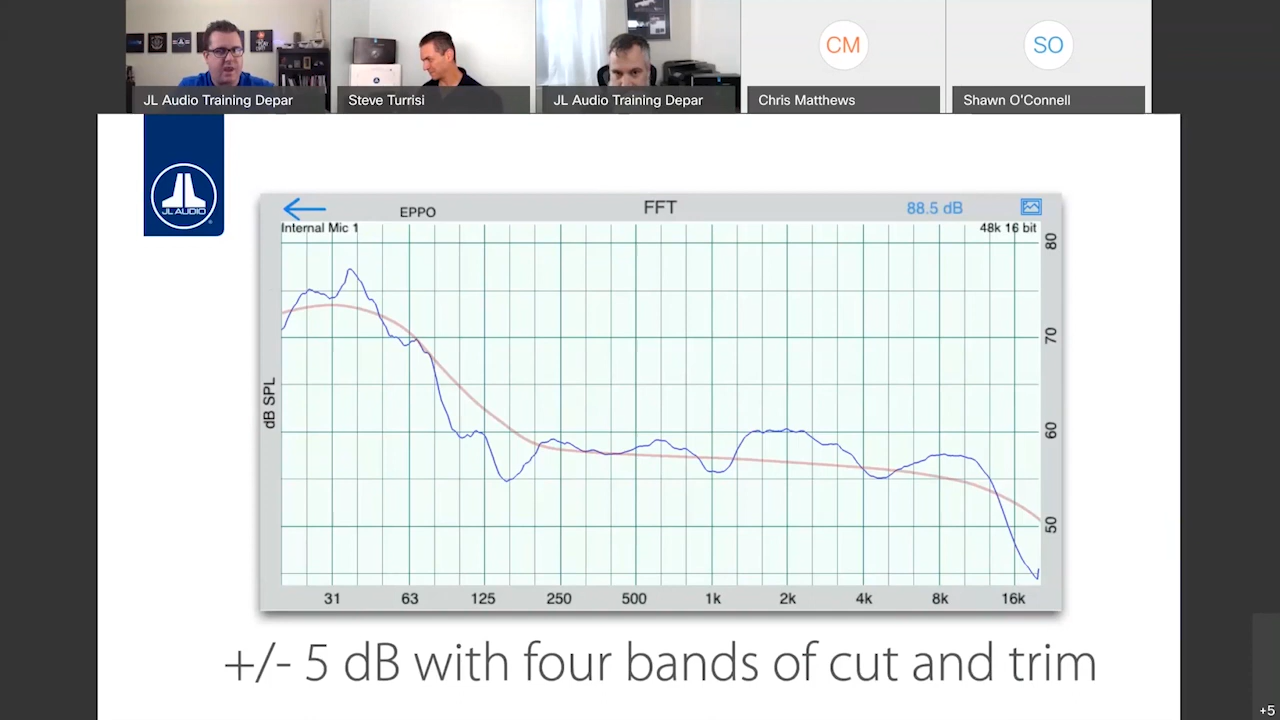 JL Audio Training Depar
Steve Turrisi
JL Audio Training Depar
CM
Chris Matthews
SO
Shawn O'Connell
JL AUDIO
EPPO
FFT
88.5 dB
Internal Mic 1
48k 16 bit
dB SPL
80
70
60
50
31 63 125 250 500 1k 2k 4k 8k 16k
+/- 5 dB with four bands of cut and trim
+5